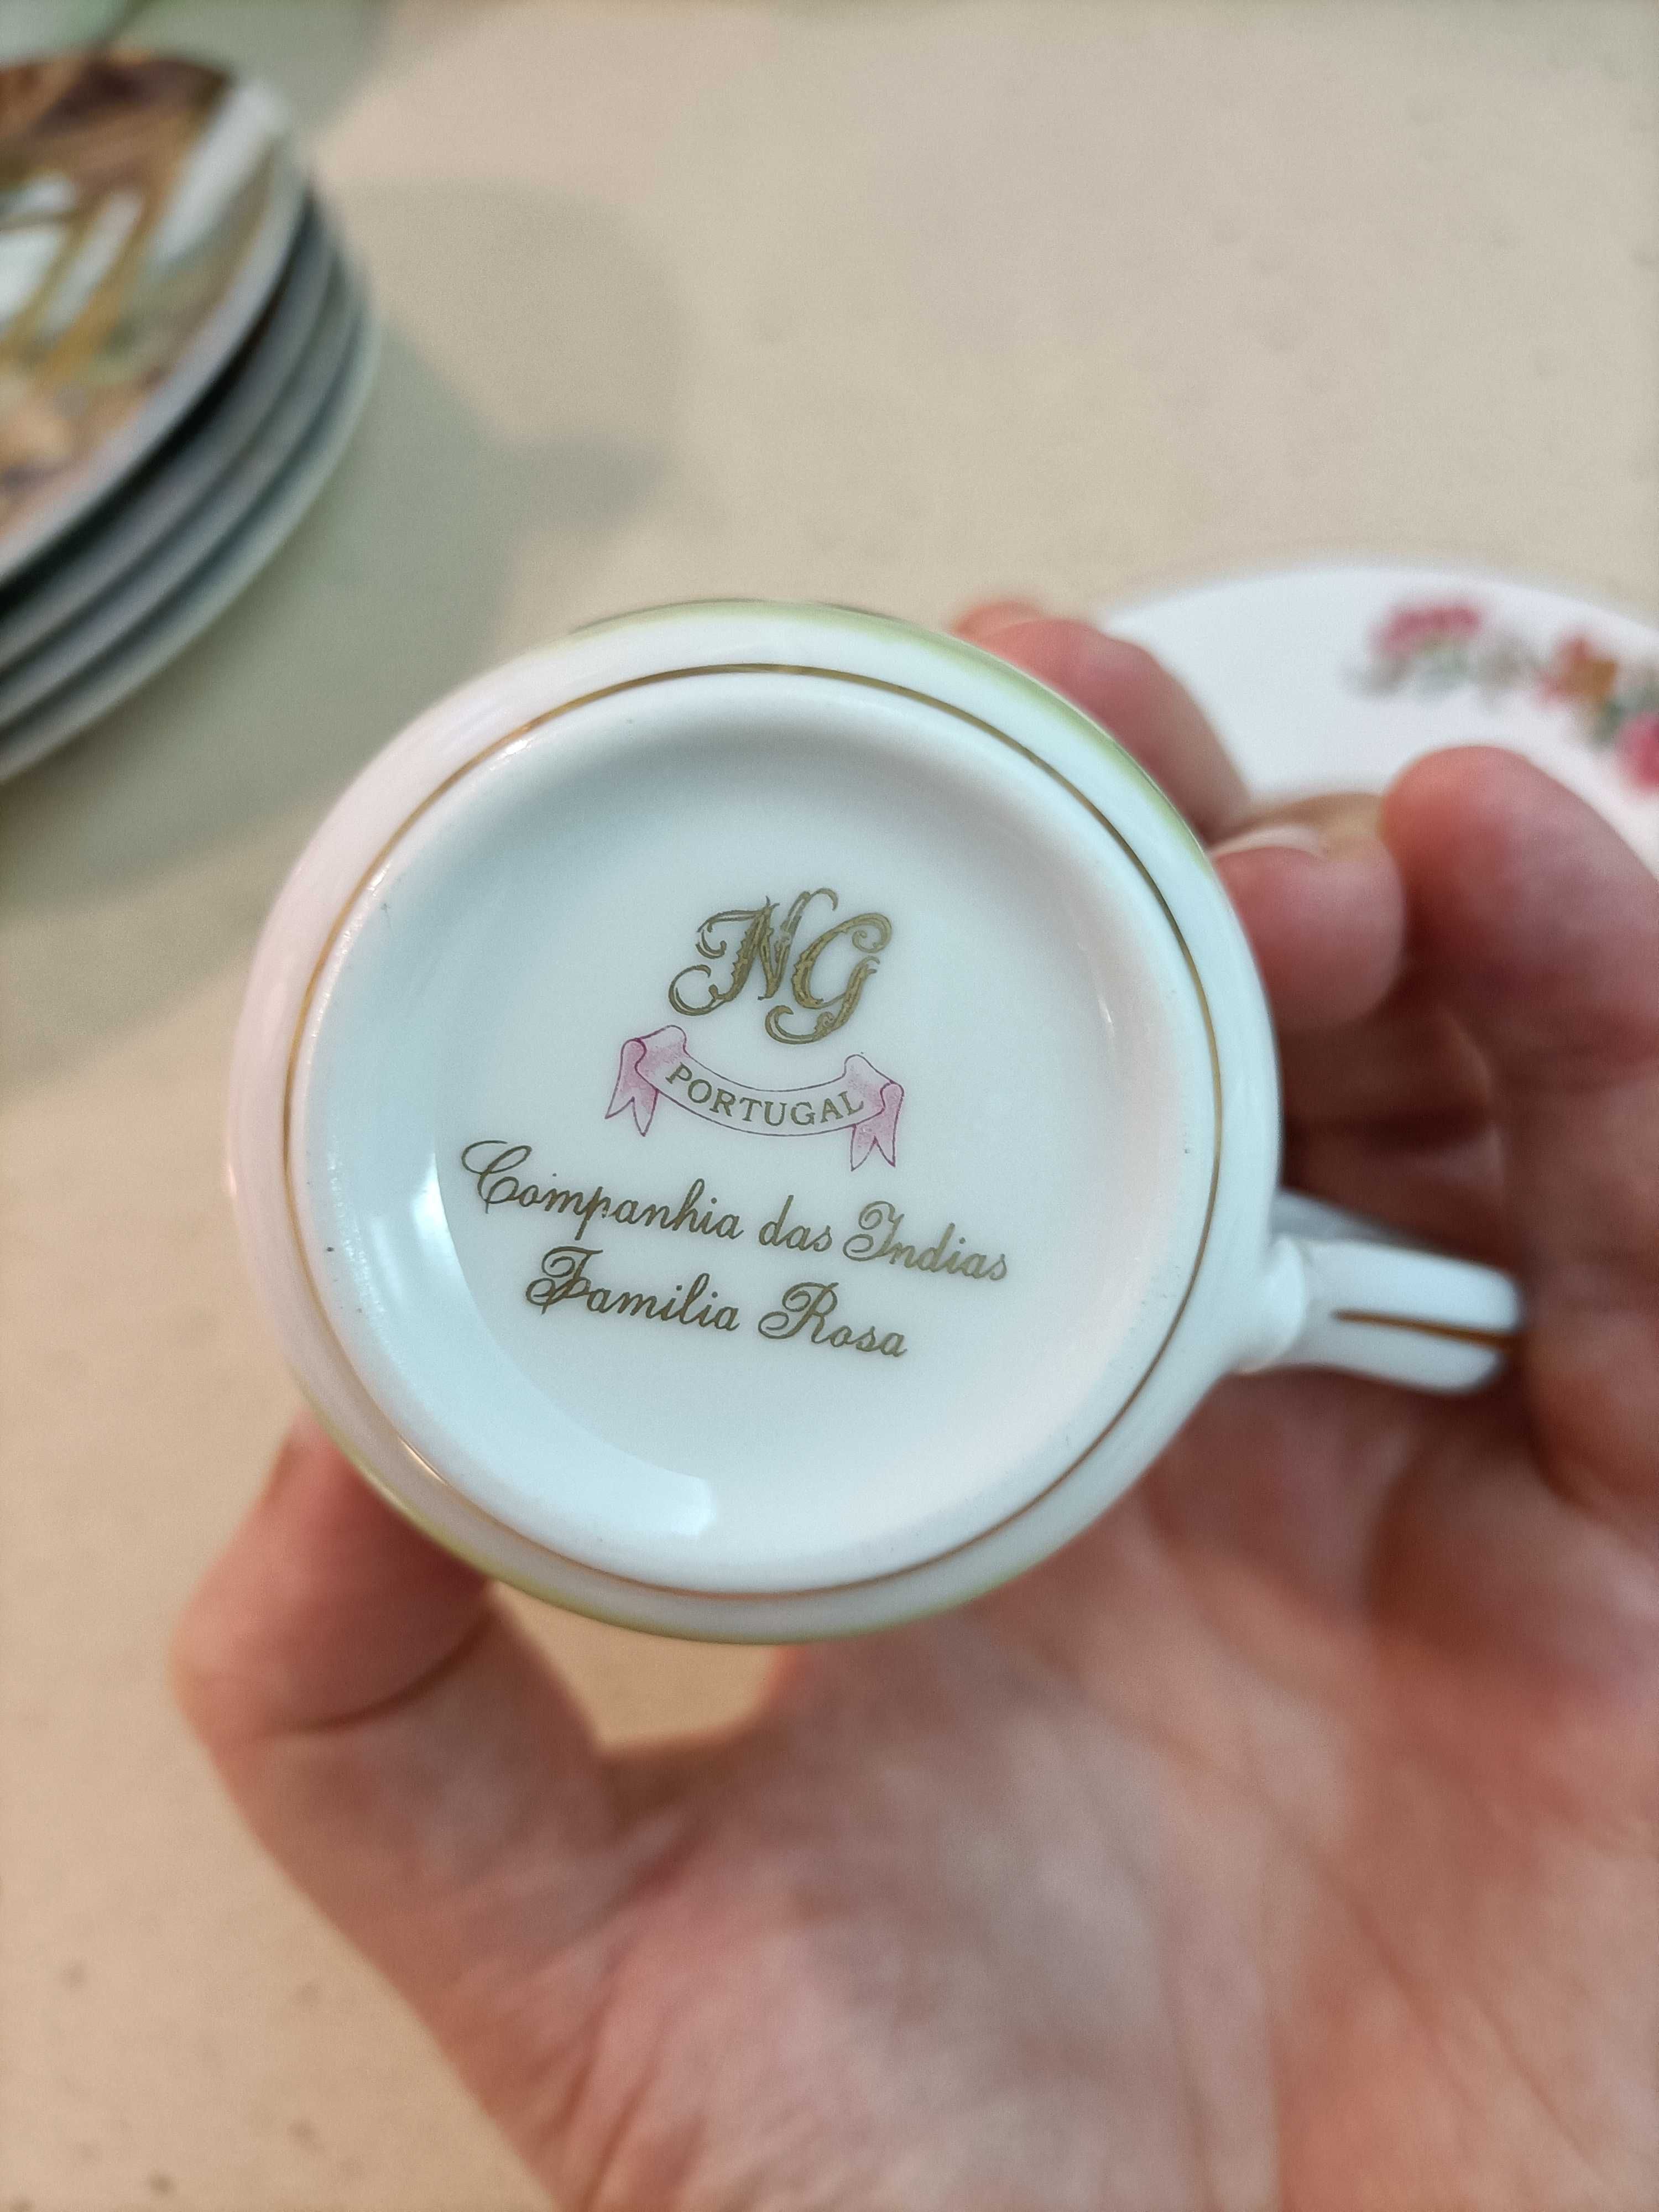 NG
PORTUGAL
Companhia das Indias
Familia Rosa